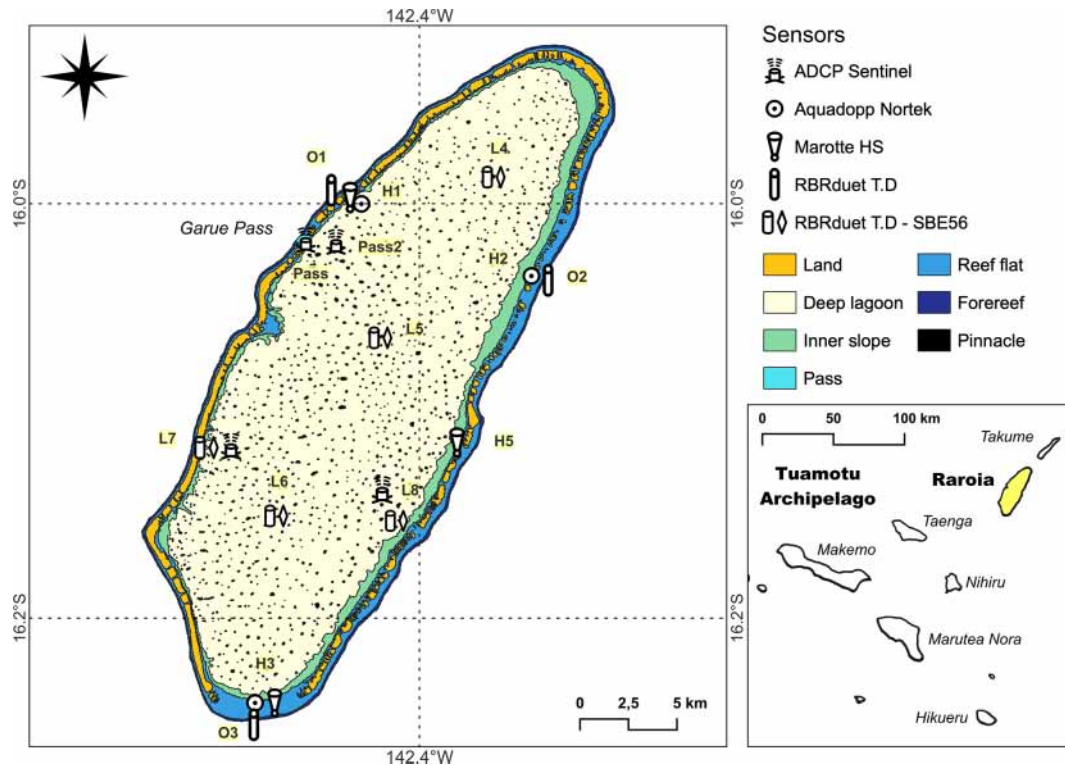 142.4°W
O1
L4
H1
16.0°S
16.0°S
Garue Pass
Pass2
Pass
H2
O2
L5
L7
H5
L6
L8
16.2°S
16.2°S
H3
O3
0 2,5 5 km
142.4°W
Sensors
ADCP Sentinel
Aquadopp Nortek
Marotte HS
RBRduet T.D
RBRduet T.D - SBE56
Land
Reef flat
Deep lagoon
Forereef
Inner slope
Pinnacle
Pass
0 50 100 km
Takume
Tuamotu
Archipelago
Raroia
Taenga
Makemo
Nihiru
Marutea Nora
Hikueru